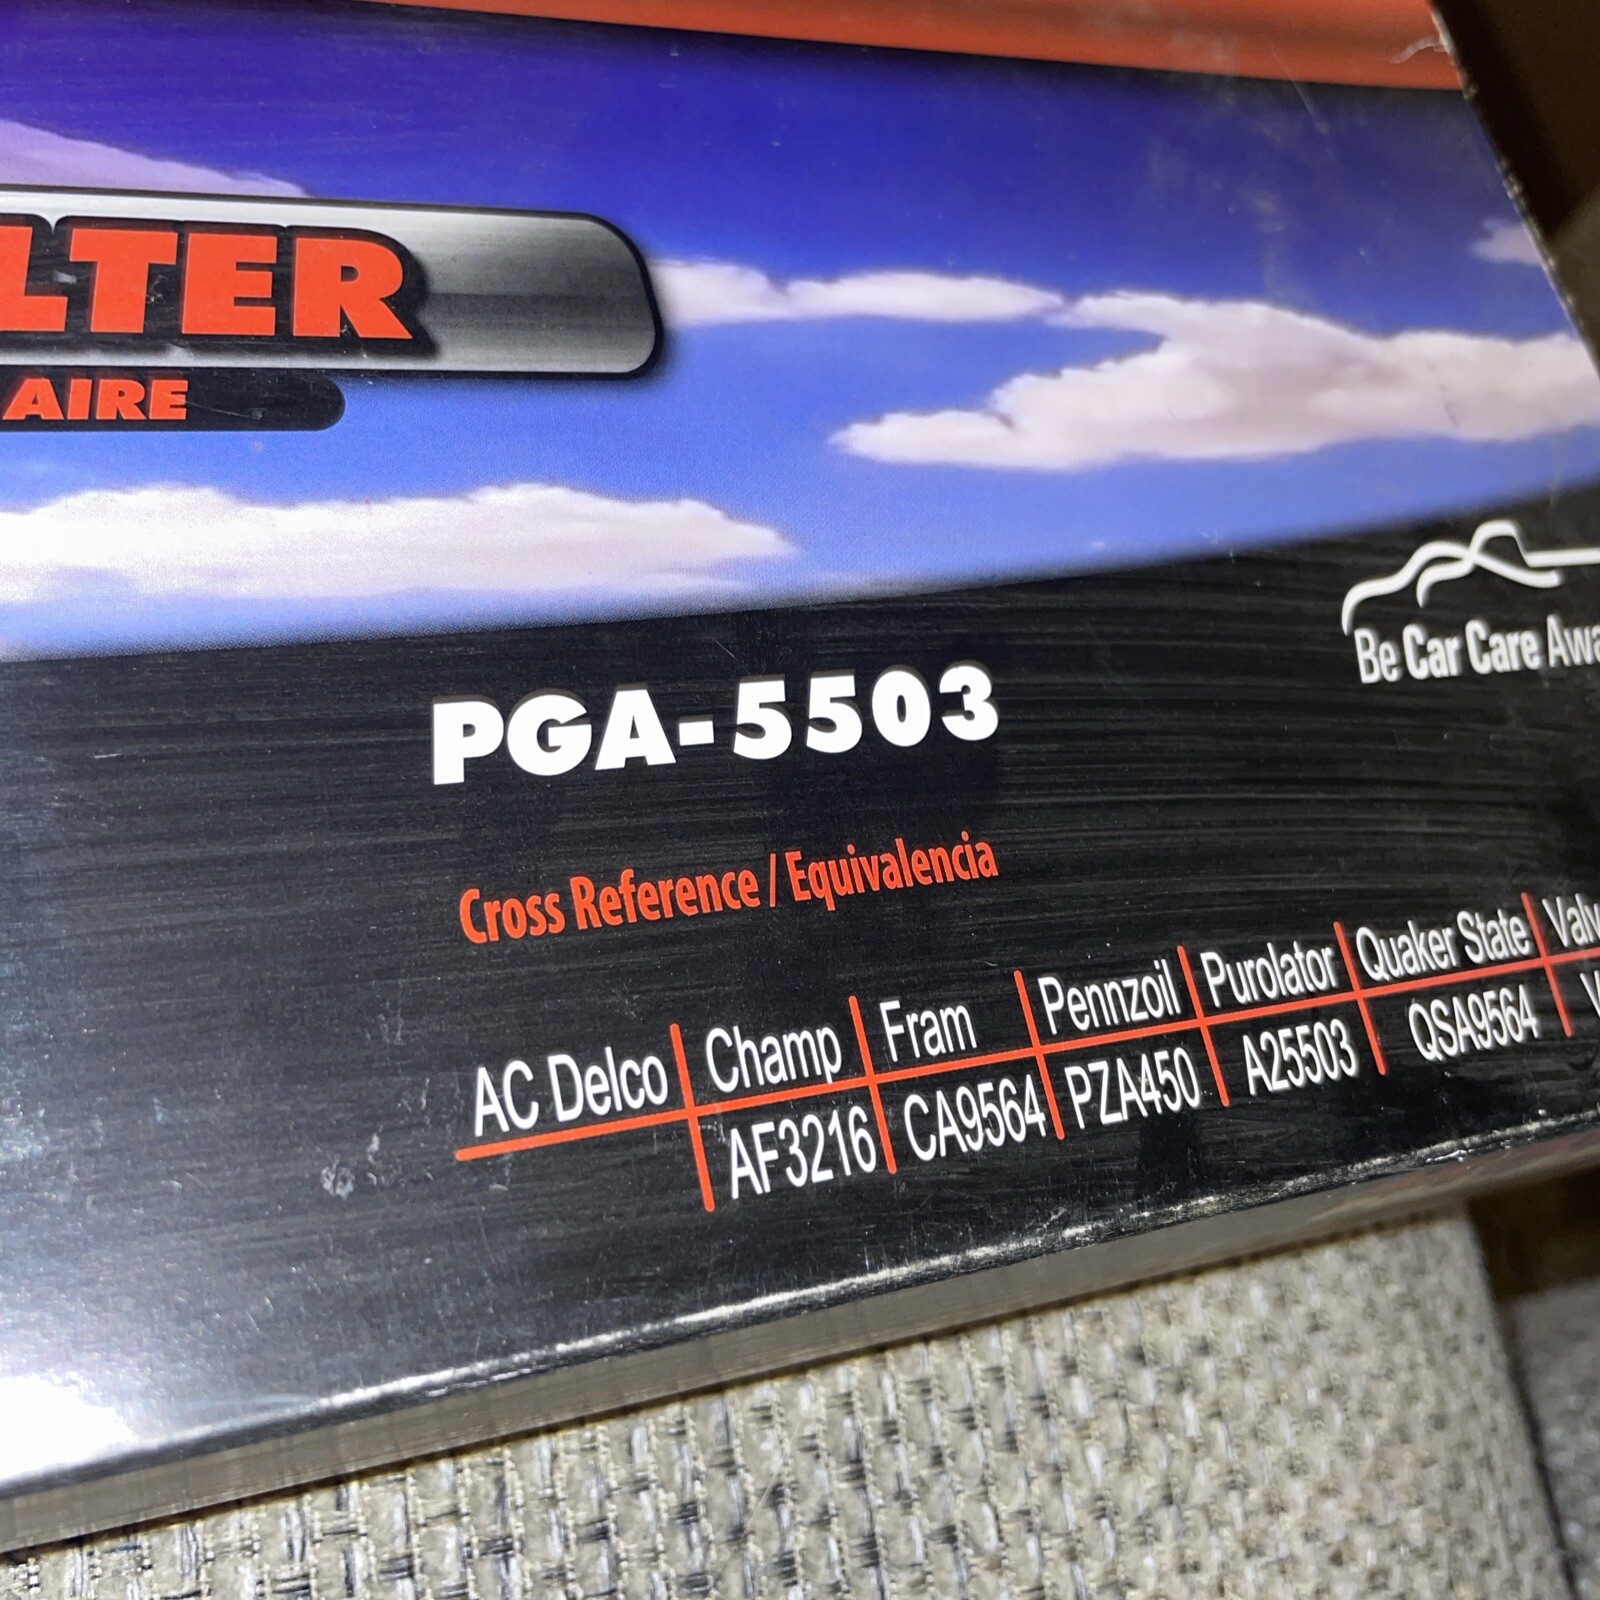 LTER
AIRE
Be Car Care Awa
PGA-5503
Cross Reference / Equivalencia
AC Delco Champ Fram Pennzoil Purolator Quaker State Valv
AF3216 CA9564 PZA450 A25503 QSA9564 V